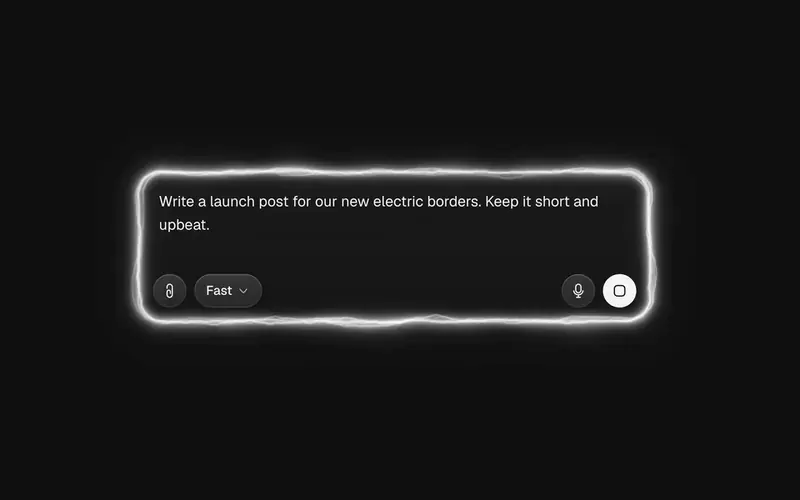 Write a launch post for our new electric borders. Keep it short and
upbeat.
Fast